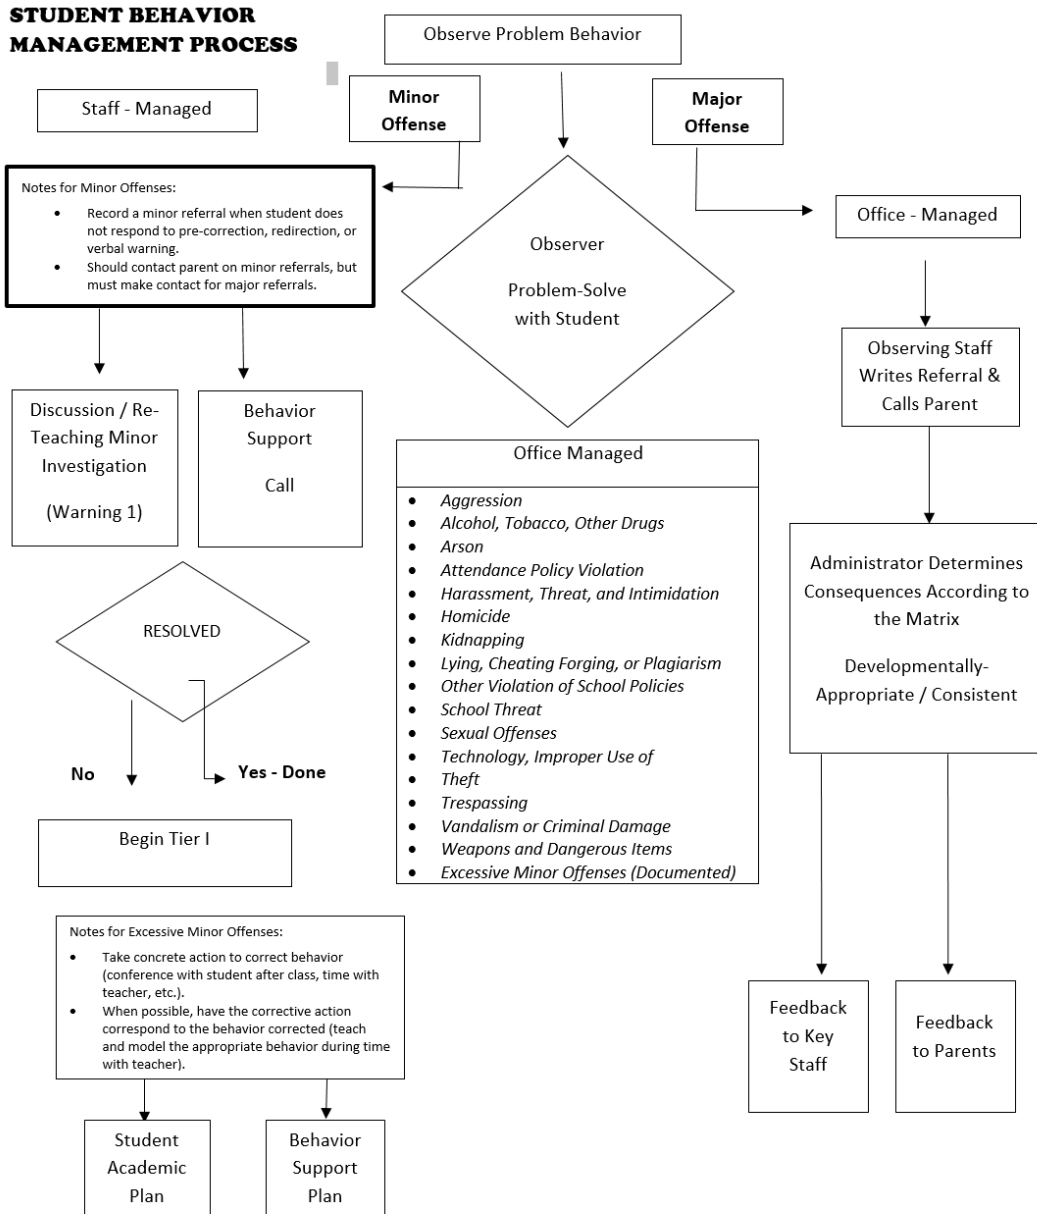 STUDENT BEHAVIOR
MANAGEMENT PROCESS
Observe Problem Behavior
Staff - Managed
Minor
Offense
Major
Offense
Notes for Minor Offenses:
• Record a minor referral when student does
not respond to pre-correction, redirection, or
verbal warning.
• Should contact parent on minor referrals, but
must make contact for major referrals.
Observer
Problem-Solve
with Student
Office - Managed
Observing Staff
Writes Referral &
Calls Parent
Discussion / Re-
Teaching Minor
Investigation
(Warning 1)
Behavior
Support
Call
Office Managed
• Aggression
• Alcohol, Tobacco, Other Drugs
• Arson
• Attendance Policy Violation
• Harassment, Threat, and Intimidation
• Homicide
• Kidnapping
• Lying, Cheating Forging, or Plagiarism
• Other Violation of School Policies
• School Threat
• Sexual Offenses
• Technology, Improper Use of
• Theft
• Trespassing
• Vandalism or Criminal Damage
• Weapons and Dangerous Items
• Excessive Minor Offenses (Documented)
Administrator Determines
Consequences According to
the Matrix
Developmentally-
Appropriate / Consistent
RESOLVED
No
Yes - Done
Begin Tier I
Notes for Excessive Minor Offenses:
• Take concrete action to correct behavior
(conference with student after class, time with
teacher, etc.).
• When possible, have the corrective action
correspond to the behavior corrected (teach
and model the appropriate behavior during time
with teacher).
Feedback
to Key
Staff
Feedback
to Parents
Student
Academic
Plan
Behavior
Support
Plan